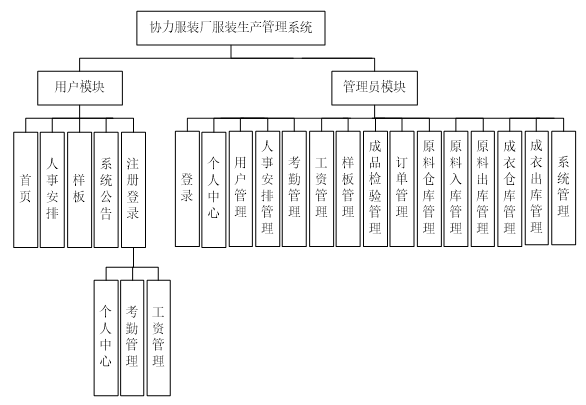 协力服装厂服装生产管理系统
用户模块
管理员模块
首页
人事安排
样板
系统公告
注册登录
登录
个人中心
用户管理
人事安排管理
考勤管理
工资管理
样板管理
成品检验管理
订单管理
原料仓库管理
原料入库管理
原料出库管理
成衣仓库管理
成衣出库管理
系统管理
个人中心
考勤管理
工资管理